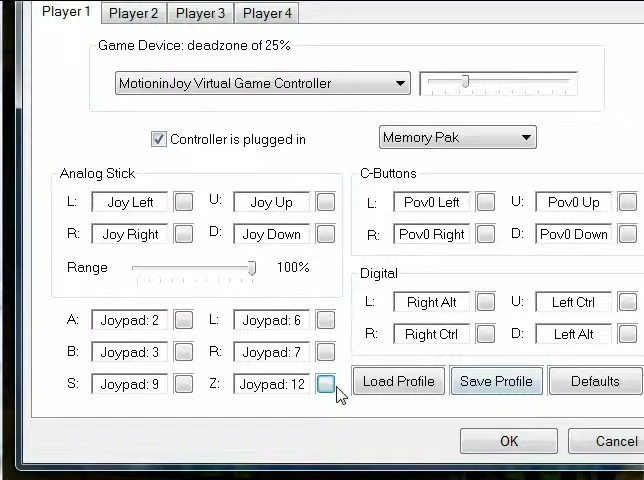 Player 1 Player 2 Player 3 Player 4
Game Device: deadzone of 25%
MotioninJoy Virtual Game Controller
Controller is plugged in Memory Pak
Analog Stick C-Buttons
L: Joy Left U: Joy Up L: Pov0 Left U: Pov0 Up
R: Joy Right D: Joy Down R: Pov0 Right D: Pov0 Down
Range 100% Digital
L: Right Alt U: Left Ctrl
A: Joypad: 2 L: Joypad: 6 R: Right Ctrl D: Left Alt
B: Joypad: 3 R: Joypad: 7
S: Joypad: 9 Z: Joypad: 12 Load Profile Save Profile Defaults
OK Cancel